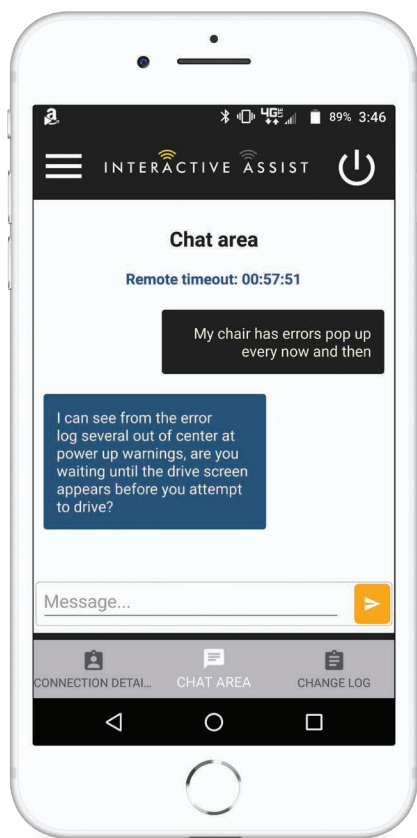 a
4GE 89% 3:46
INTERACTIVE ASSIST
Chat area
Remote timeout: 00:57:51
My chair has errors pop up
every now and then
I can see from the error
log several out of center at
power up warnings, are you
waiting until the drive screen
appears before you attempt
to drive?
Message...
CONNECTION DETAI... CHAT AREA CHANGE LOG